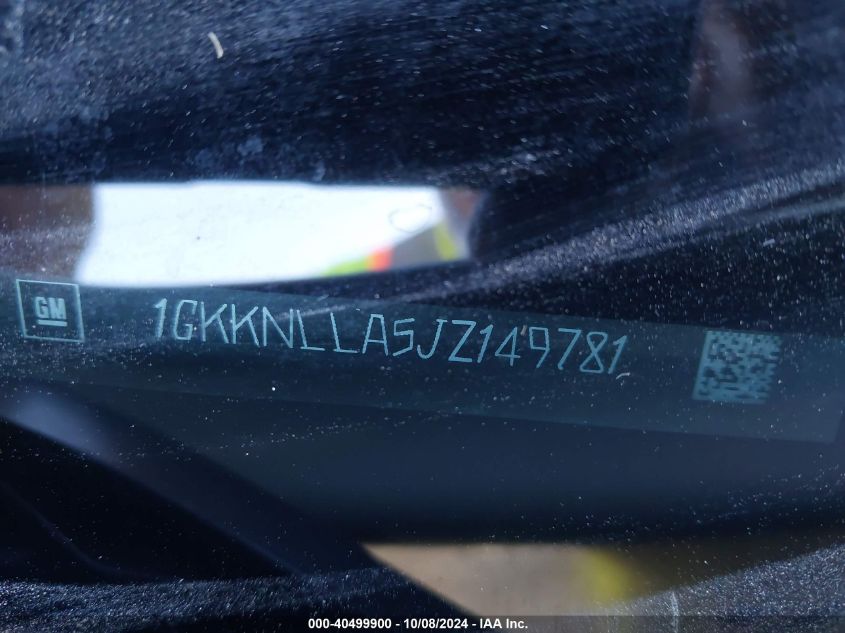 GM 1GKKNLLA5JZ149781
000-40499900 - 10/08/2024 - IAA Inc.